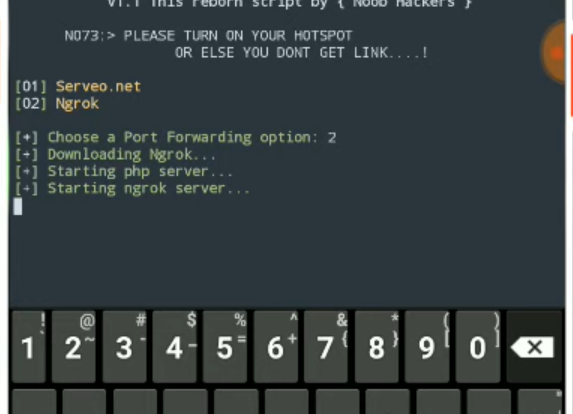 V1.1 This reborn script by { Noob Hackers }
N073:> PLEASE TURN ON YOUR HOTSPOT
OR ELSE YOU DONT GET LINK....!
[01] Serveo.net
[02] Ngrok
[+] Choose a Port Forwarding option: 2
[+] Downloading Ngrok...
[+] Starting php server...
[+] Starting ngrok server...
! @ # $ % ^ & * ( )
1 2 3 4 5 6 7 8 9 0
` ~ - _ = + { } [ ]